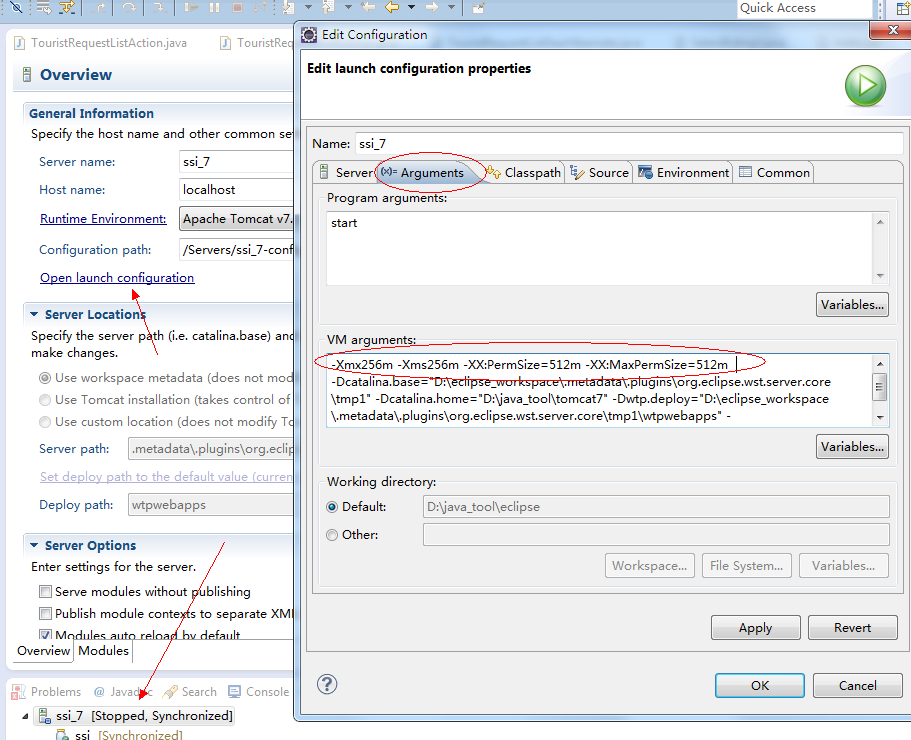 Quick Access
TouristRequestListAction.java
TouristReq
Overview
General Information
Specify the host name and other common se
Server name:
ssi_7
Host name:
localhost
Runtime Environment:
Apache Tomcat v7.
Configuration path:
/Servers/ssi_7-conf
Open launch configuration
Server Locations
Specify the server path (i.e. catalina.base) and
make changes.
Use workspace metadata (does not mod
Use Tomcat installation (takes control of
Use custom location (does not modify To
Server path:
.metadata\.plugins\org.eclip
Set deploy path to the default value (curren
Deploy path:
wtpwebapps
Server Options
Enter settings for the server.
Serve modules without publishing
Publish module contexts to separate XM
Modules auto reload by default
Overview
Modules
Problems
@ Javadoc
Search
Console
ssi_7 [Stopped, Synchronized]
ssi [Synchronized]
Edit Configuration
Edit launch configuration properties
Name:
ssi_7
Server
(x)= Arguments
Classpath
Source
Environment
Common
Program arguments:
start
Variables...
VM arguments:
-Xmx256m -Xms256m -XX:PermSize=512m -XX:MaxPermSize=512m
-Dcatalina.base="D:\eclipse_workspace\.metadata\.plugins\org.eclipse.wst.server.core
\tmp1" -Dcatalina.home="D:\java_tool\tomcat7" -Dwtp.deploy="D:\eclipse_workspace
\.metadata\.plugins\org.eclipse.wst.server.core\tmp1\wtpwebapps" -
Variables...
Working directory:
Default:
D:\java_tool\eclipse
Other:
Workspace...
File System...
Variables...
Apply
Revert
OK
Cancel